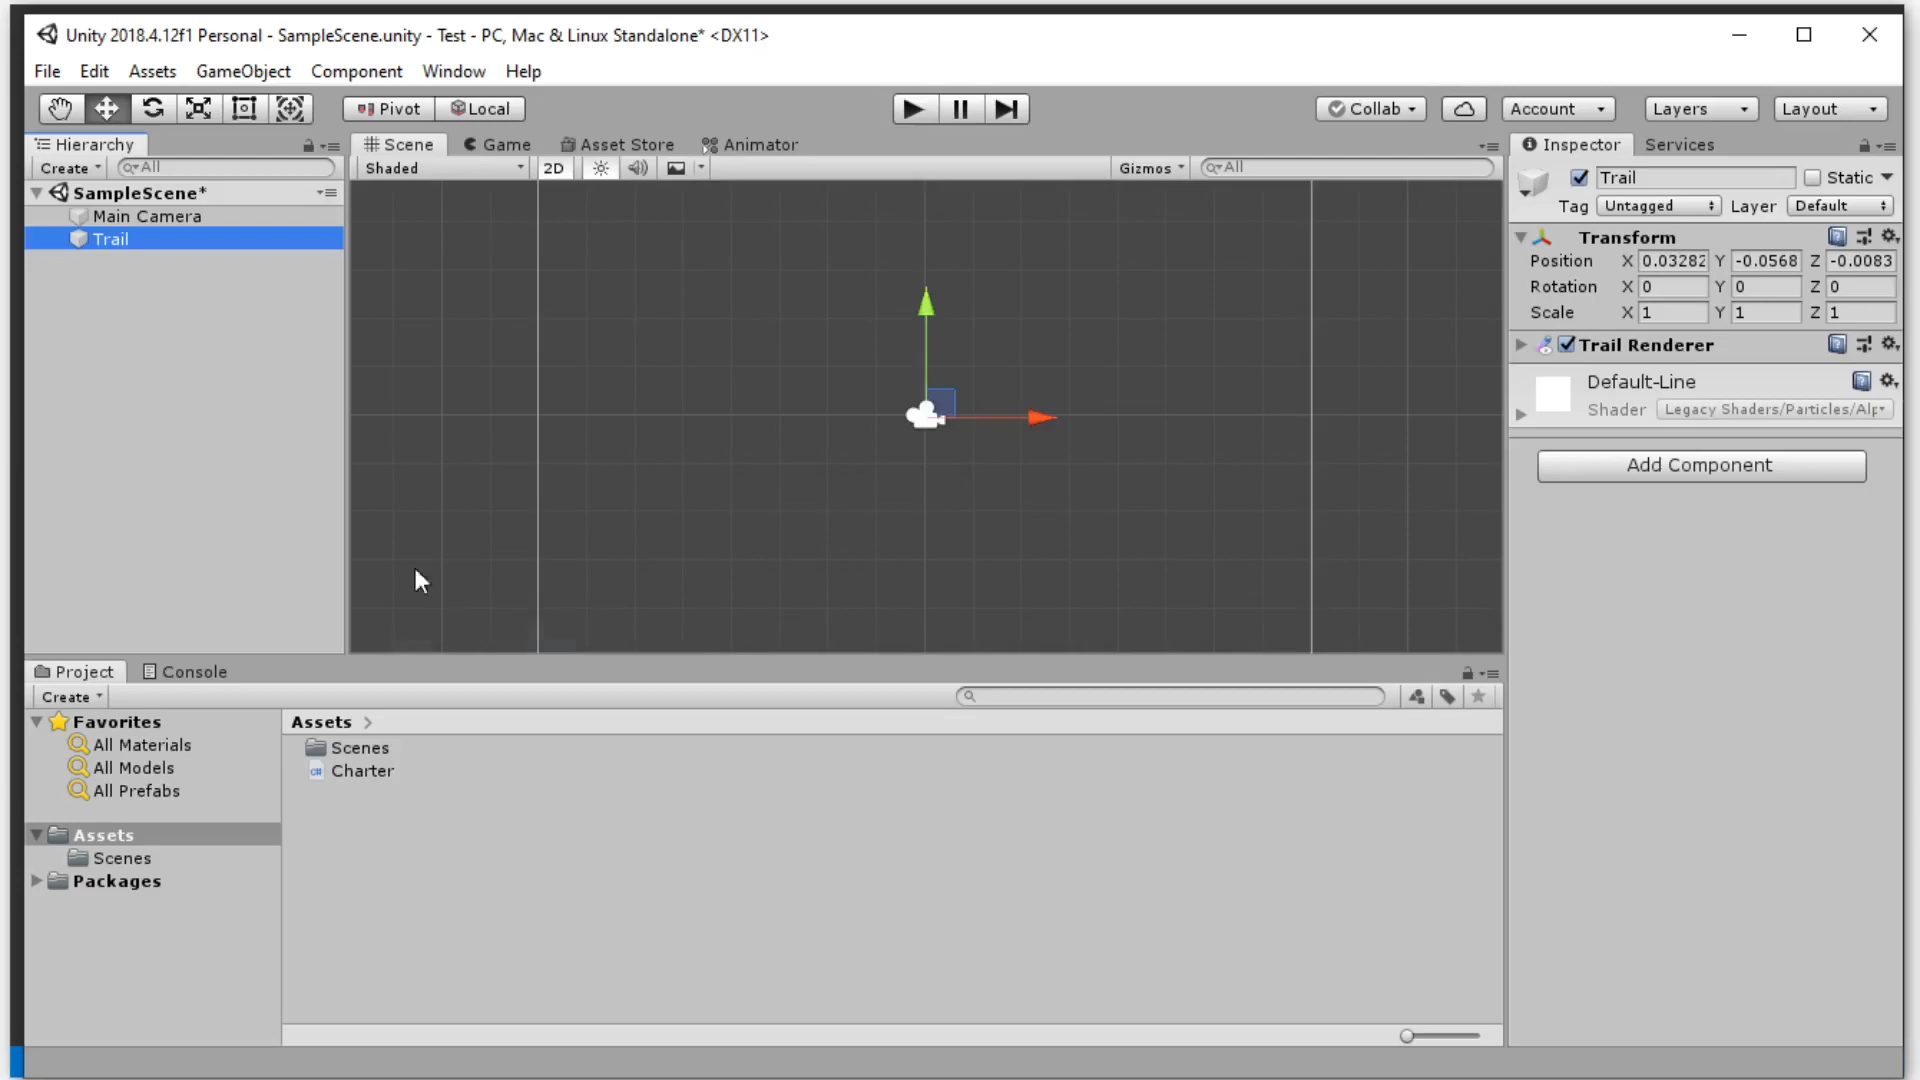 Unity 2018.4.12f1 Personal - SampleScene.unity - Test - PC, Mac & Linux Standalone* <DX11>
File Edit Assets GameObject Component Window Help
Pivot Local Collab Account Layers Layout
Hierarchy Scene Game Asset Store Animator Inspector Services
Create All Shaded 2D Gizmos All
SampleScene*
Main Camera
Trail
Trail Static
Tag Untagged Layer Default
Transform
Position X 0.03282 Y -0.0568 Z -0.0083
Rotation X 0 Y 0 Z 0
Scale X 1 Y 1 Z 1
Trail Renderer
Default-Line
Shader Legacy Shaders/Particles/Alp
Add Component
Project Console
Create
Favorites
All Materials
All Models
All Prefabs
Assets
Scenes
Packages
Assets >
Scenes
C# Charter